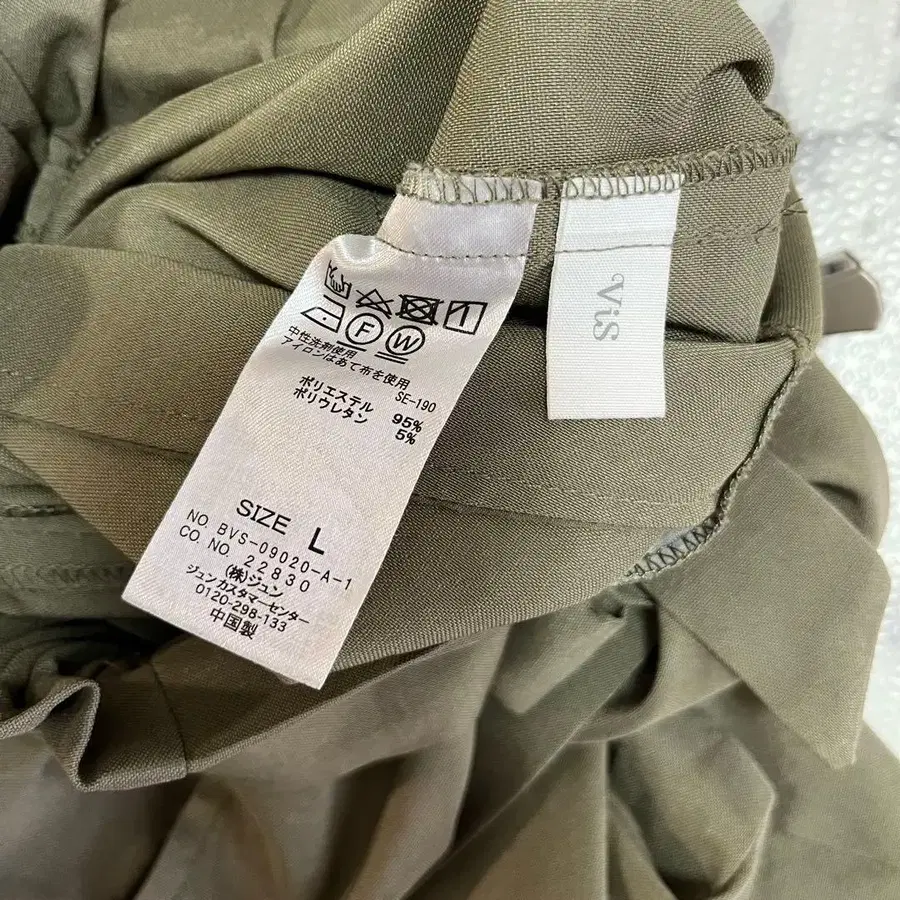 F W
中性洗剤使用
アイロンはあて布を使用
SE-190
ポリエステル 95%
ポリウレタン 5%
SIZE L
NO. BVS-09020-A-1
CO. NO. 22830
(株)ジュン
ジュンカスタマーセンター
0120-298-133
中国製
ViS